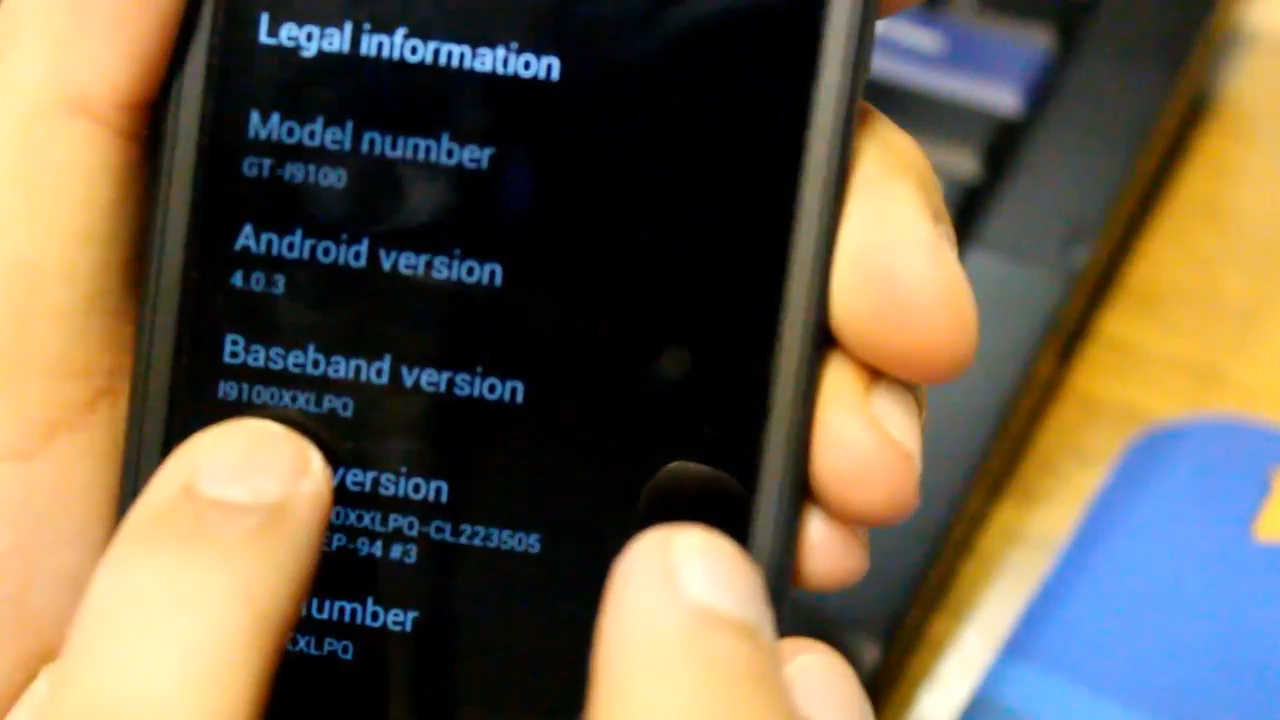 Legal information
Model number
GT-I9100
Android version
4.0.3
Baseband version
I9100XXLPQ
version
0XXLPQ-CL223505
EP-94 #3
umber
XXLPQ